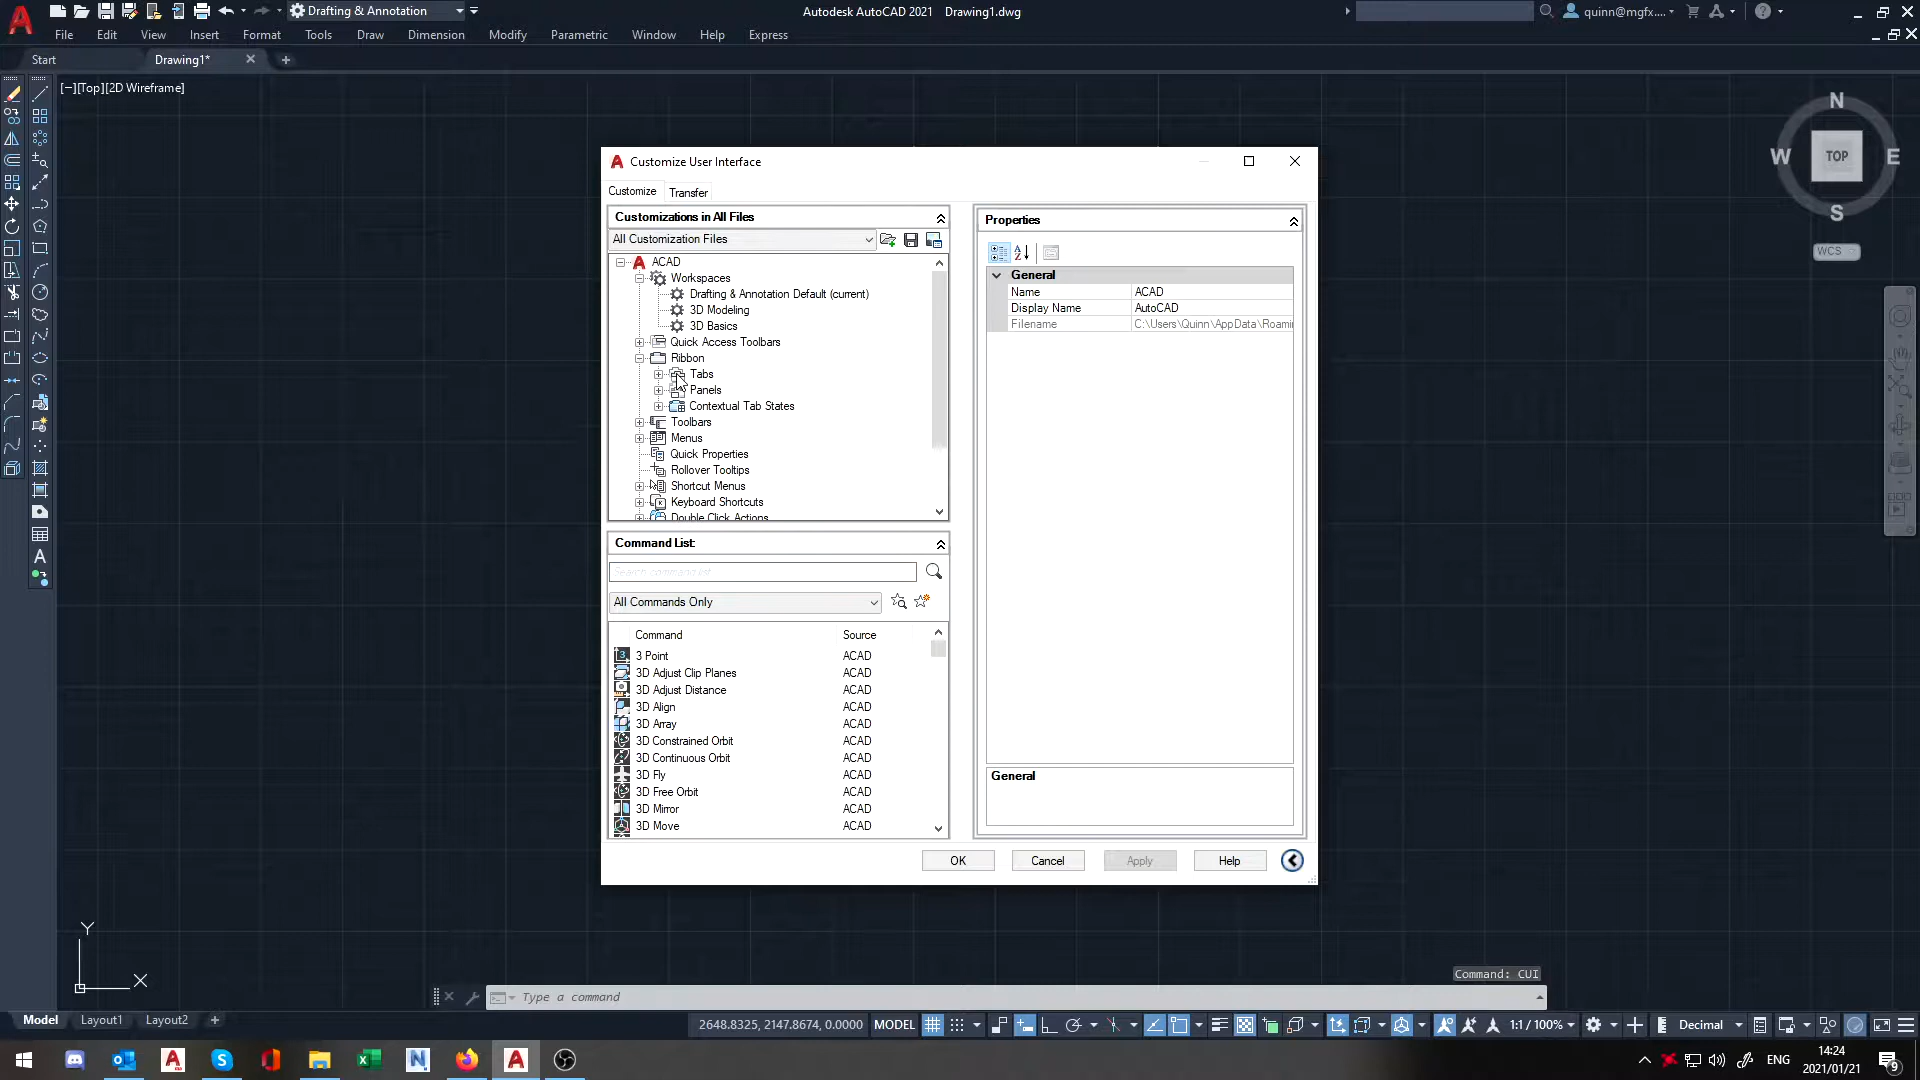 Drafting & Annotation
Autodesk AutoCAD 2021 Drawing1.dwg
quinn@mgfx....
File Edit View Insert Format Tools Draw Dimension Modify Parametric Window Help Express
Start Drawing1*
[−][Top][2D Wireframe]
N
W TOP E
S
WCS
Customize User Interface
Customize Transfer
Customizations in All Files
All Customization Files
ACAD
Workspaces
Drafting & Annotation Default (current)
3D Modeling
3D Basics
Quick Access Toolbars
Ribbon
Tabs
Panels
Contextual Tab States
Toolbars
Menus
Quick Properties
Rollover Tooltips
Shortcut Menus
Keyboard Shortcuts
Double Click Actions
Command List:
Search command list
All Commands Only
Command Source
3 Point ACAD
3D Adjust Clip Planes ACAD
3D Adjust Distance ACAD
3D Align ACAD
3D Array ACAD
3D Constrained Orbit ACAD
3D Continuous Orbit ACAD
3D Fly ACAD
3D Free Orbit ACAD
3D Mirror ACAD
3D Move ACAD
Properties
General
Name ACAD
Display Name AutoCAD
Filename C:\Users\Quinn\AppData\Roami
General
OK Cancel Apply Help
Y
X
Command: CUI
Type a command
Model Layout1 Layout2
2648.8325, 2147.8674, 0.0000 MODEL 1:1 / 100% Decimal
ENG
14:24
2021/01/21
9